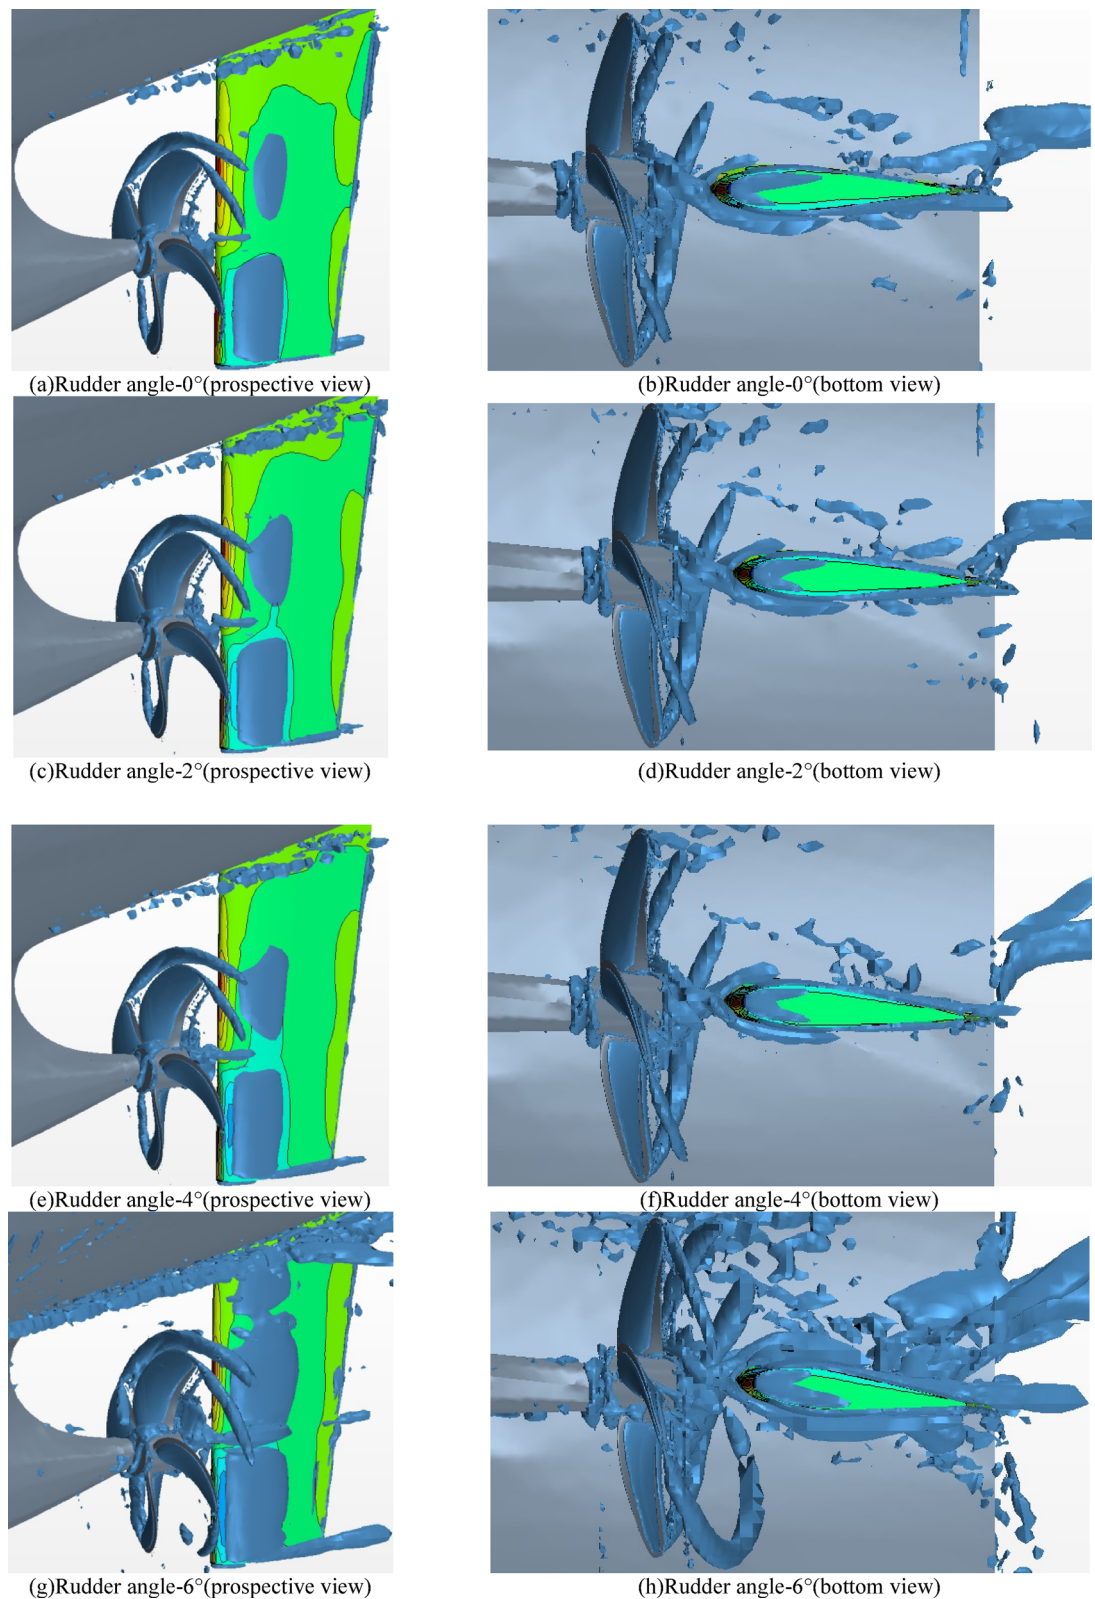 (a)Rudder angle-0°(prospective view)
(b)Rudder angle-0°(bottom view)
(c)Rudder angle-2°(prospective view)
(d)Rudder angle-2°(bottom view)
(e)Rudder angle-4°(prospective view)
(f)Rudder angle-4°(bottom view)
(g)Rudder angle-6°(prospective view)
(h)Rudder angle-6°(bottom view)